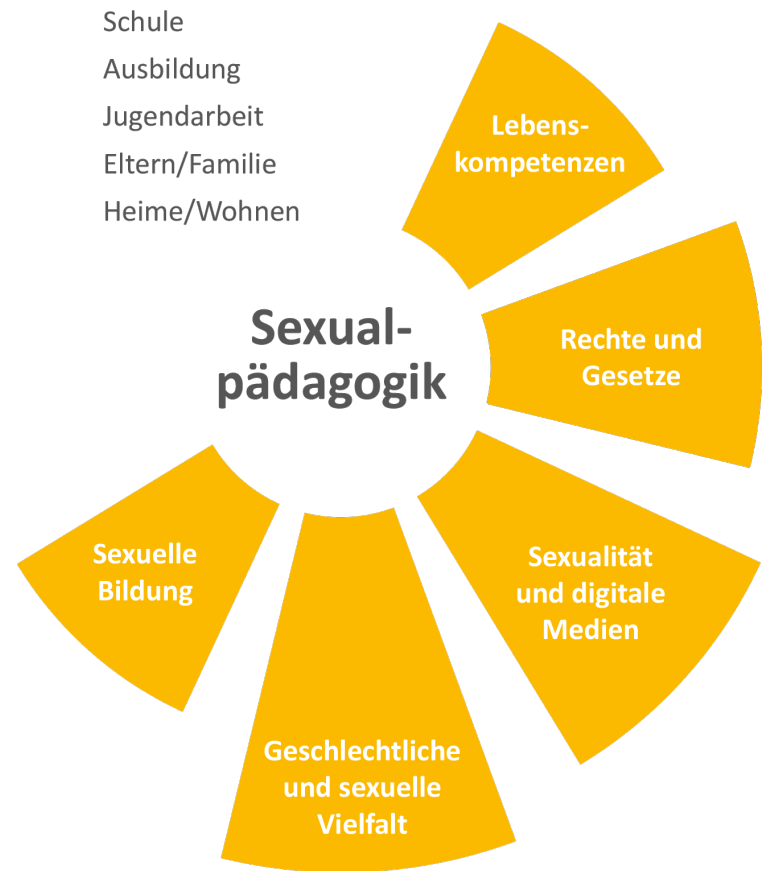 Schule
Ausbildung
Jugendarbeit
Eltern/Familie
Heime/Wohnen
Lebens-
kompetenzen
Rechte und
Gesetze
Sexual-
pädagogik
Sexualität
und digitale
Medien
Sexuelle
Bildung
Geschlechtliche
und sexuelle
Vielfalt